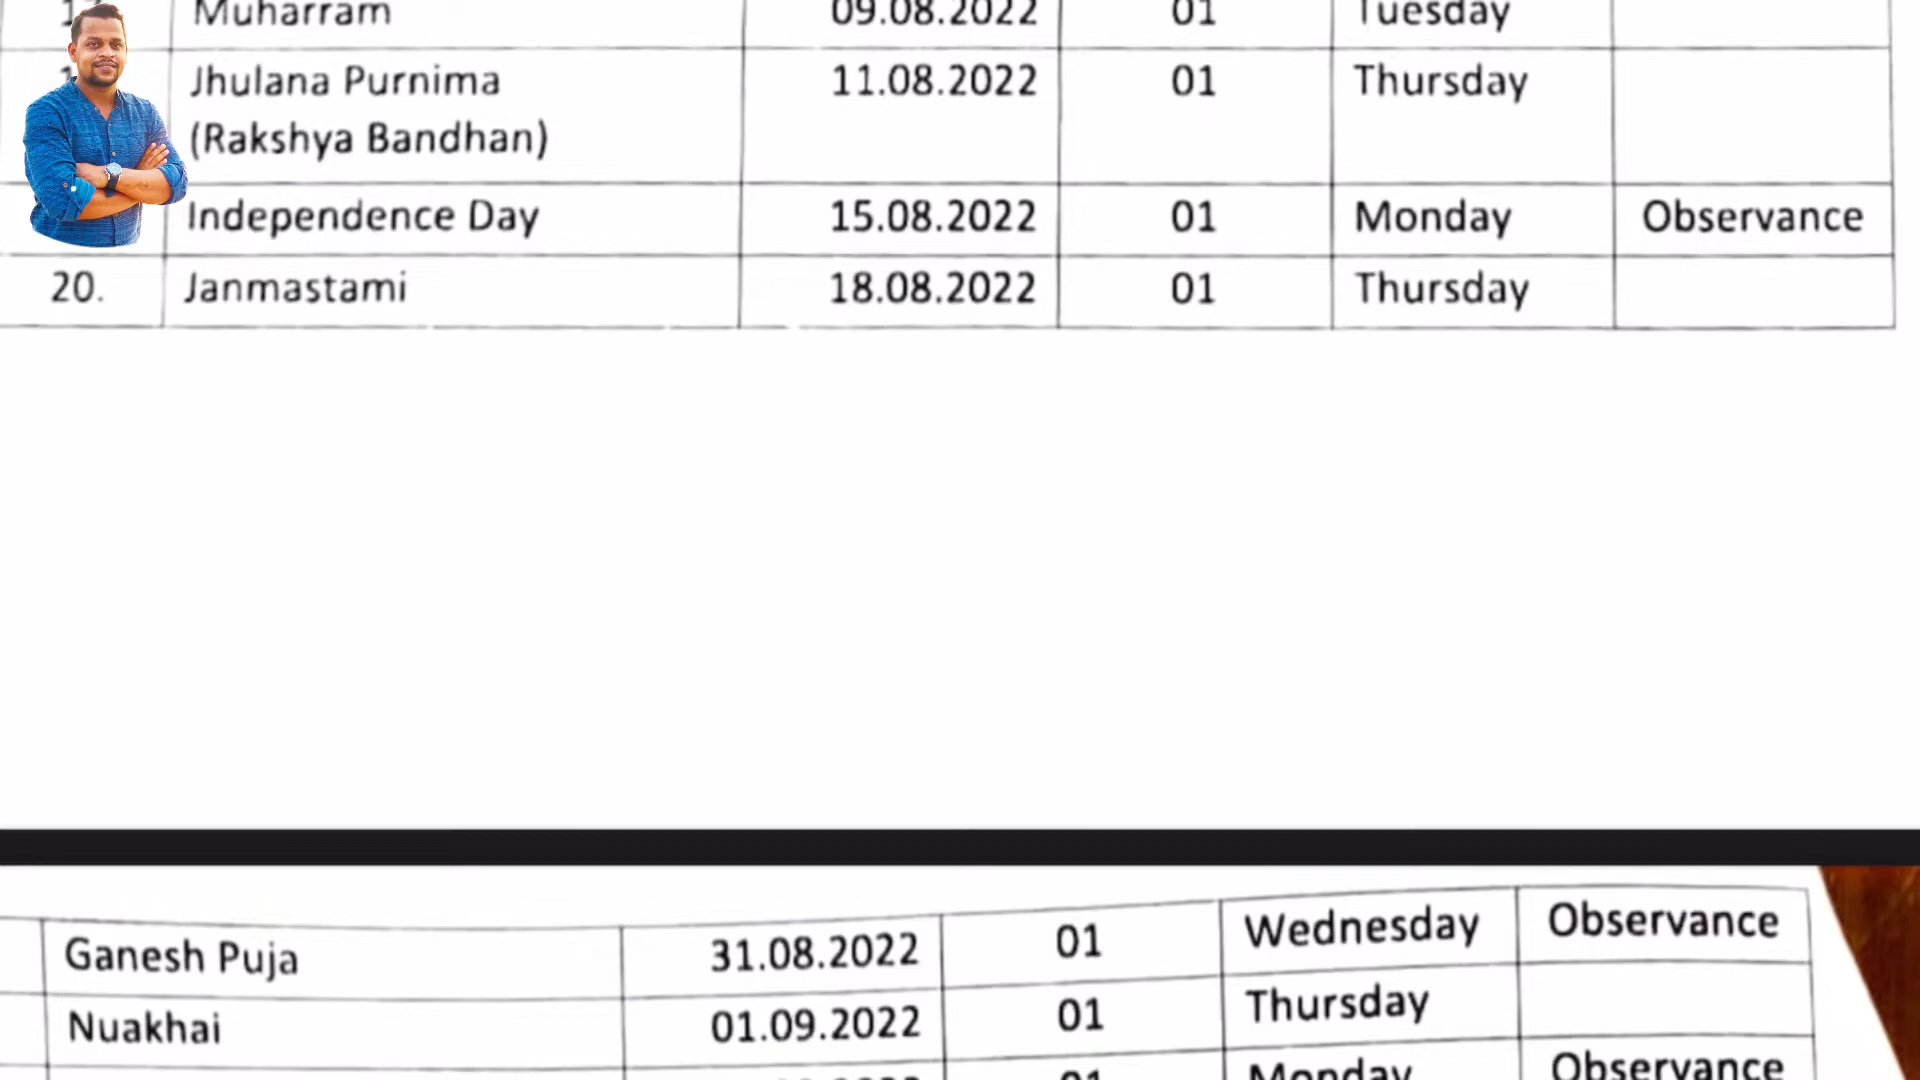 Muharram 09.08.2022 01 Tuesday
Jhulana Purnima 11.08.2022 01 Thursday
(Rakshya Bandhan)
Independence Day 15.08.2022 01 Monday Observance
20. Janmastami 18.08.2022 01 Thursday
Ganesh Puja 31.08.2022 01 Wednesday Observance
Nuakhai 01.09.2022 01 Thursday
01 Monday Observance